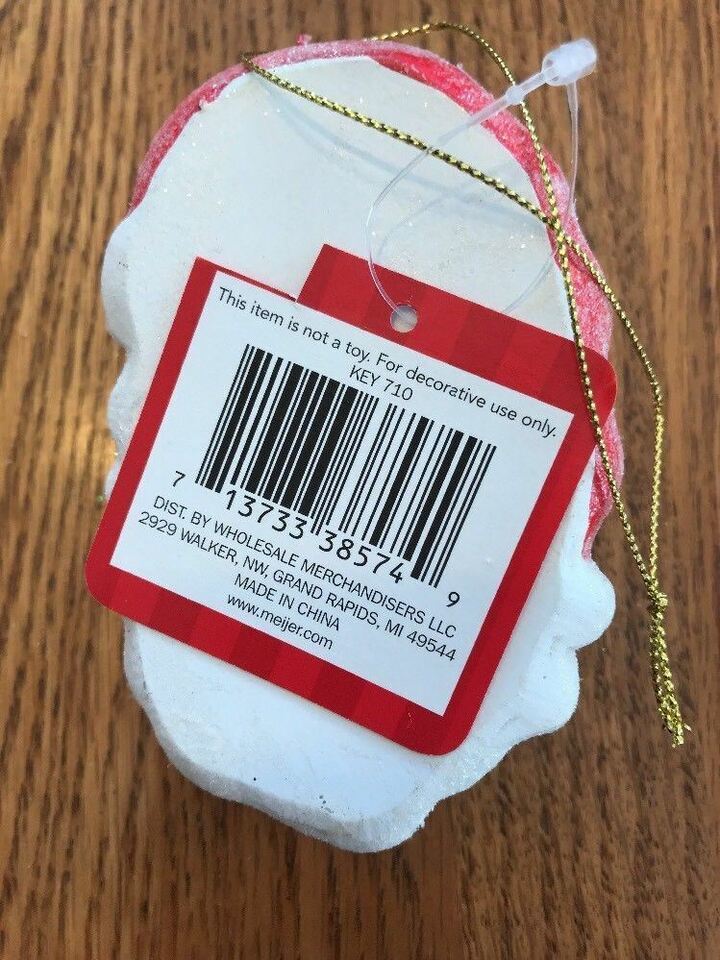 This item is not a toy. For decorative use only.
KEY 710
7 13733 38574 9
DIST. BY WHOLESALE MERCHANDISERS LLC
2929 WALKER, NW, GRAND RAPIDS, MI 49544
MADE IN CHINA
www.meijer.com